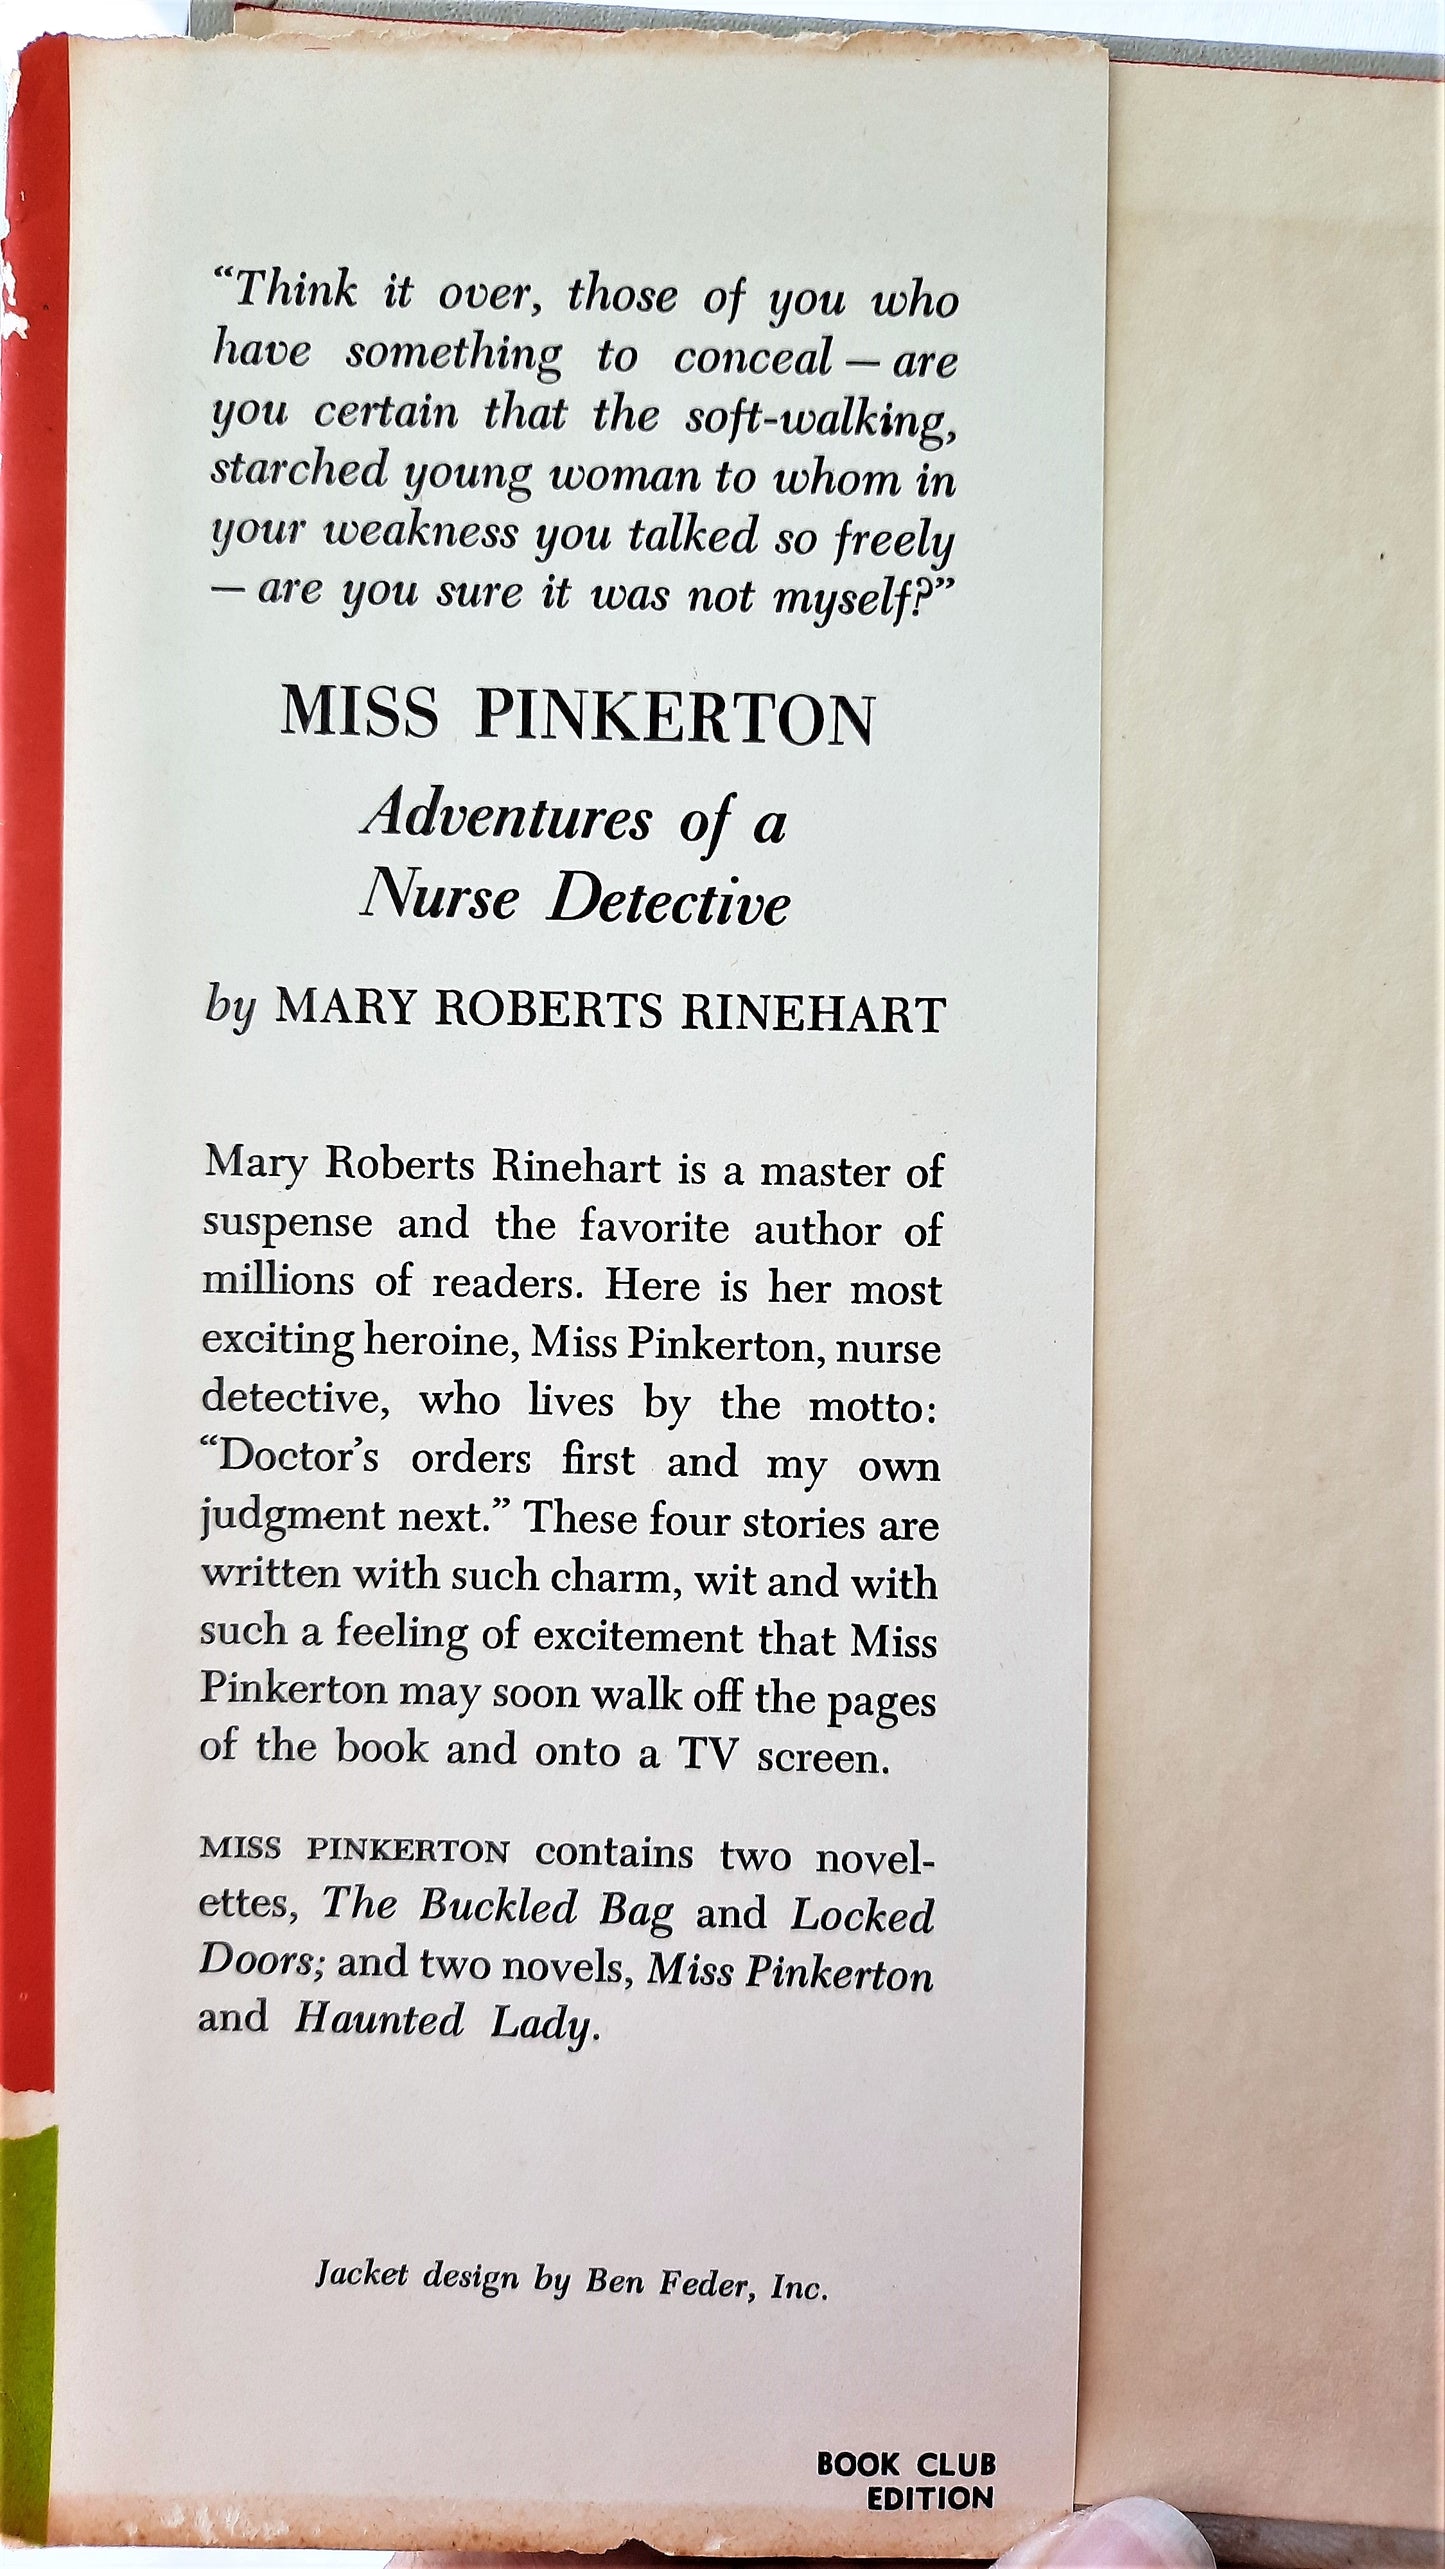 “Think it over, those of you who
have something to conceal — are
you certain that the soft-walking,
starched young woman to whom in
your weakness you talked so freely
— are you sure it was not myself?”
MISS PINKERTON
Adventures of a
Nurse Detective
by MARY ROBERTS RINEHART
Mary Roberts Rinehart is a master of
suspense and the favorite author of
millions of readers. Here is her most
exciting heroine, Miss Pinkerton, nurse
detective, who lives by the motto:
“Doctor’s orders first and my own
judgment next.” These four stories are
written with such charm, wit and with
such a feeling of excitement that Miss
Pinkerton may soon walk off the pages
of the book and onto a TV screen.
MISS PINKERTON contains two novel-
ettes, The Buckled Bag and Locked
Doors; and two novels, Miss Pinkerton
and Haunted Lady.
Jacket design by Ben Feder, Inc.
BOOK CLUB
EDITION